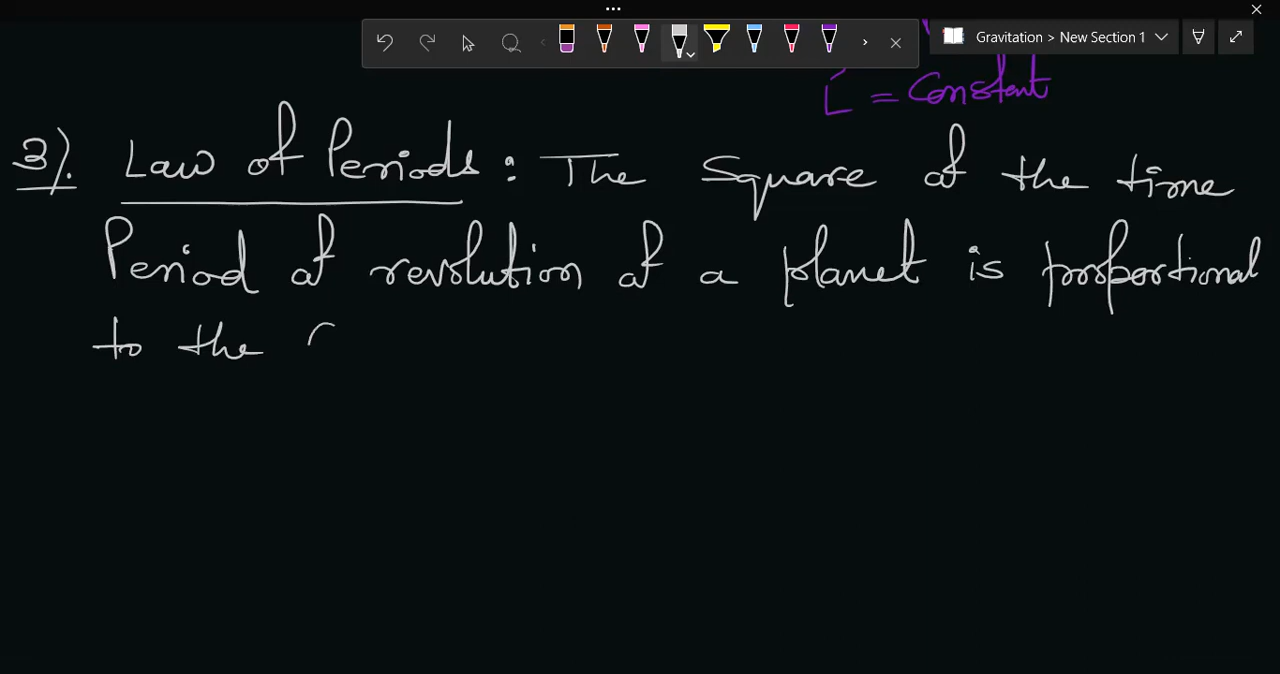 Gravitation > New Section 1
L = Constant
3). Law of Periods : The Square of the time
Period of revolution of a planet is proportional
to the